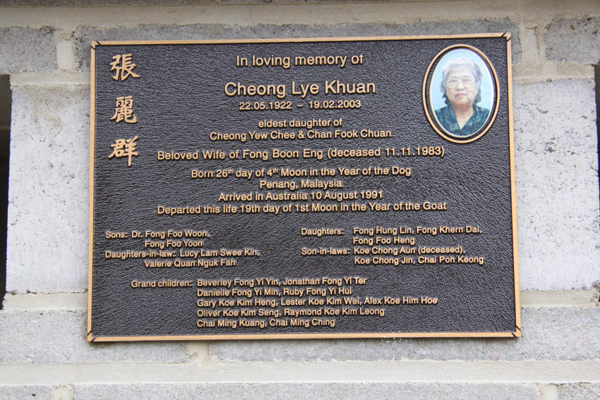 張麗群
In loving memory of
Cheong Lye Khuan
22.05.1922 ~ 19.02.2003
eldest daughter of
Cheong Yew Chee & Chan Fook Chuan
Beloved Wife of Fong Boon Eng (deceased 11.11.1983)
Born 26th day of 4th Moon in the Year of the Dog
Penang, Malaysia
Arrived in Australia 10 August 1991
Departed this life 19th day of 1st Moon in the Year of the Goat
Sons: Dr. Fong Foo Woon,
Fong Foo Yoon
Daughters-in-law: Lucy Lam Swee Kin,
Valerie Quan Nguk Fah
Daughters: Fong Hung Lin, Fong Khern Dai,
Fong Foo Heng
Son-in-laws: Koe Chong Aun (deceased),
Koe Chong Jin, Chai Poh Keong
Grand children: Beverley Fong Yi Yin, Jonathan Fong Yi Ter
Danielle Fong Yi Min, Ruby Fong Yi Hui
Gary Koe Kim Heng, Lester Koe Kim Wei, Alex Koe Him Hoe
Oliver Koe Kim Seng, Raymond Koe Kim Leong
Chai Ming Kuang, Chai Ming Ching